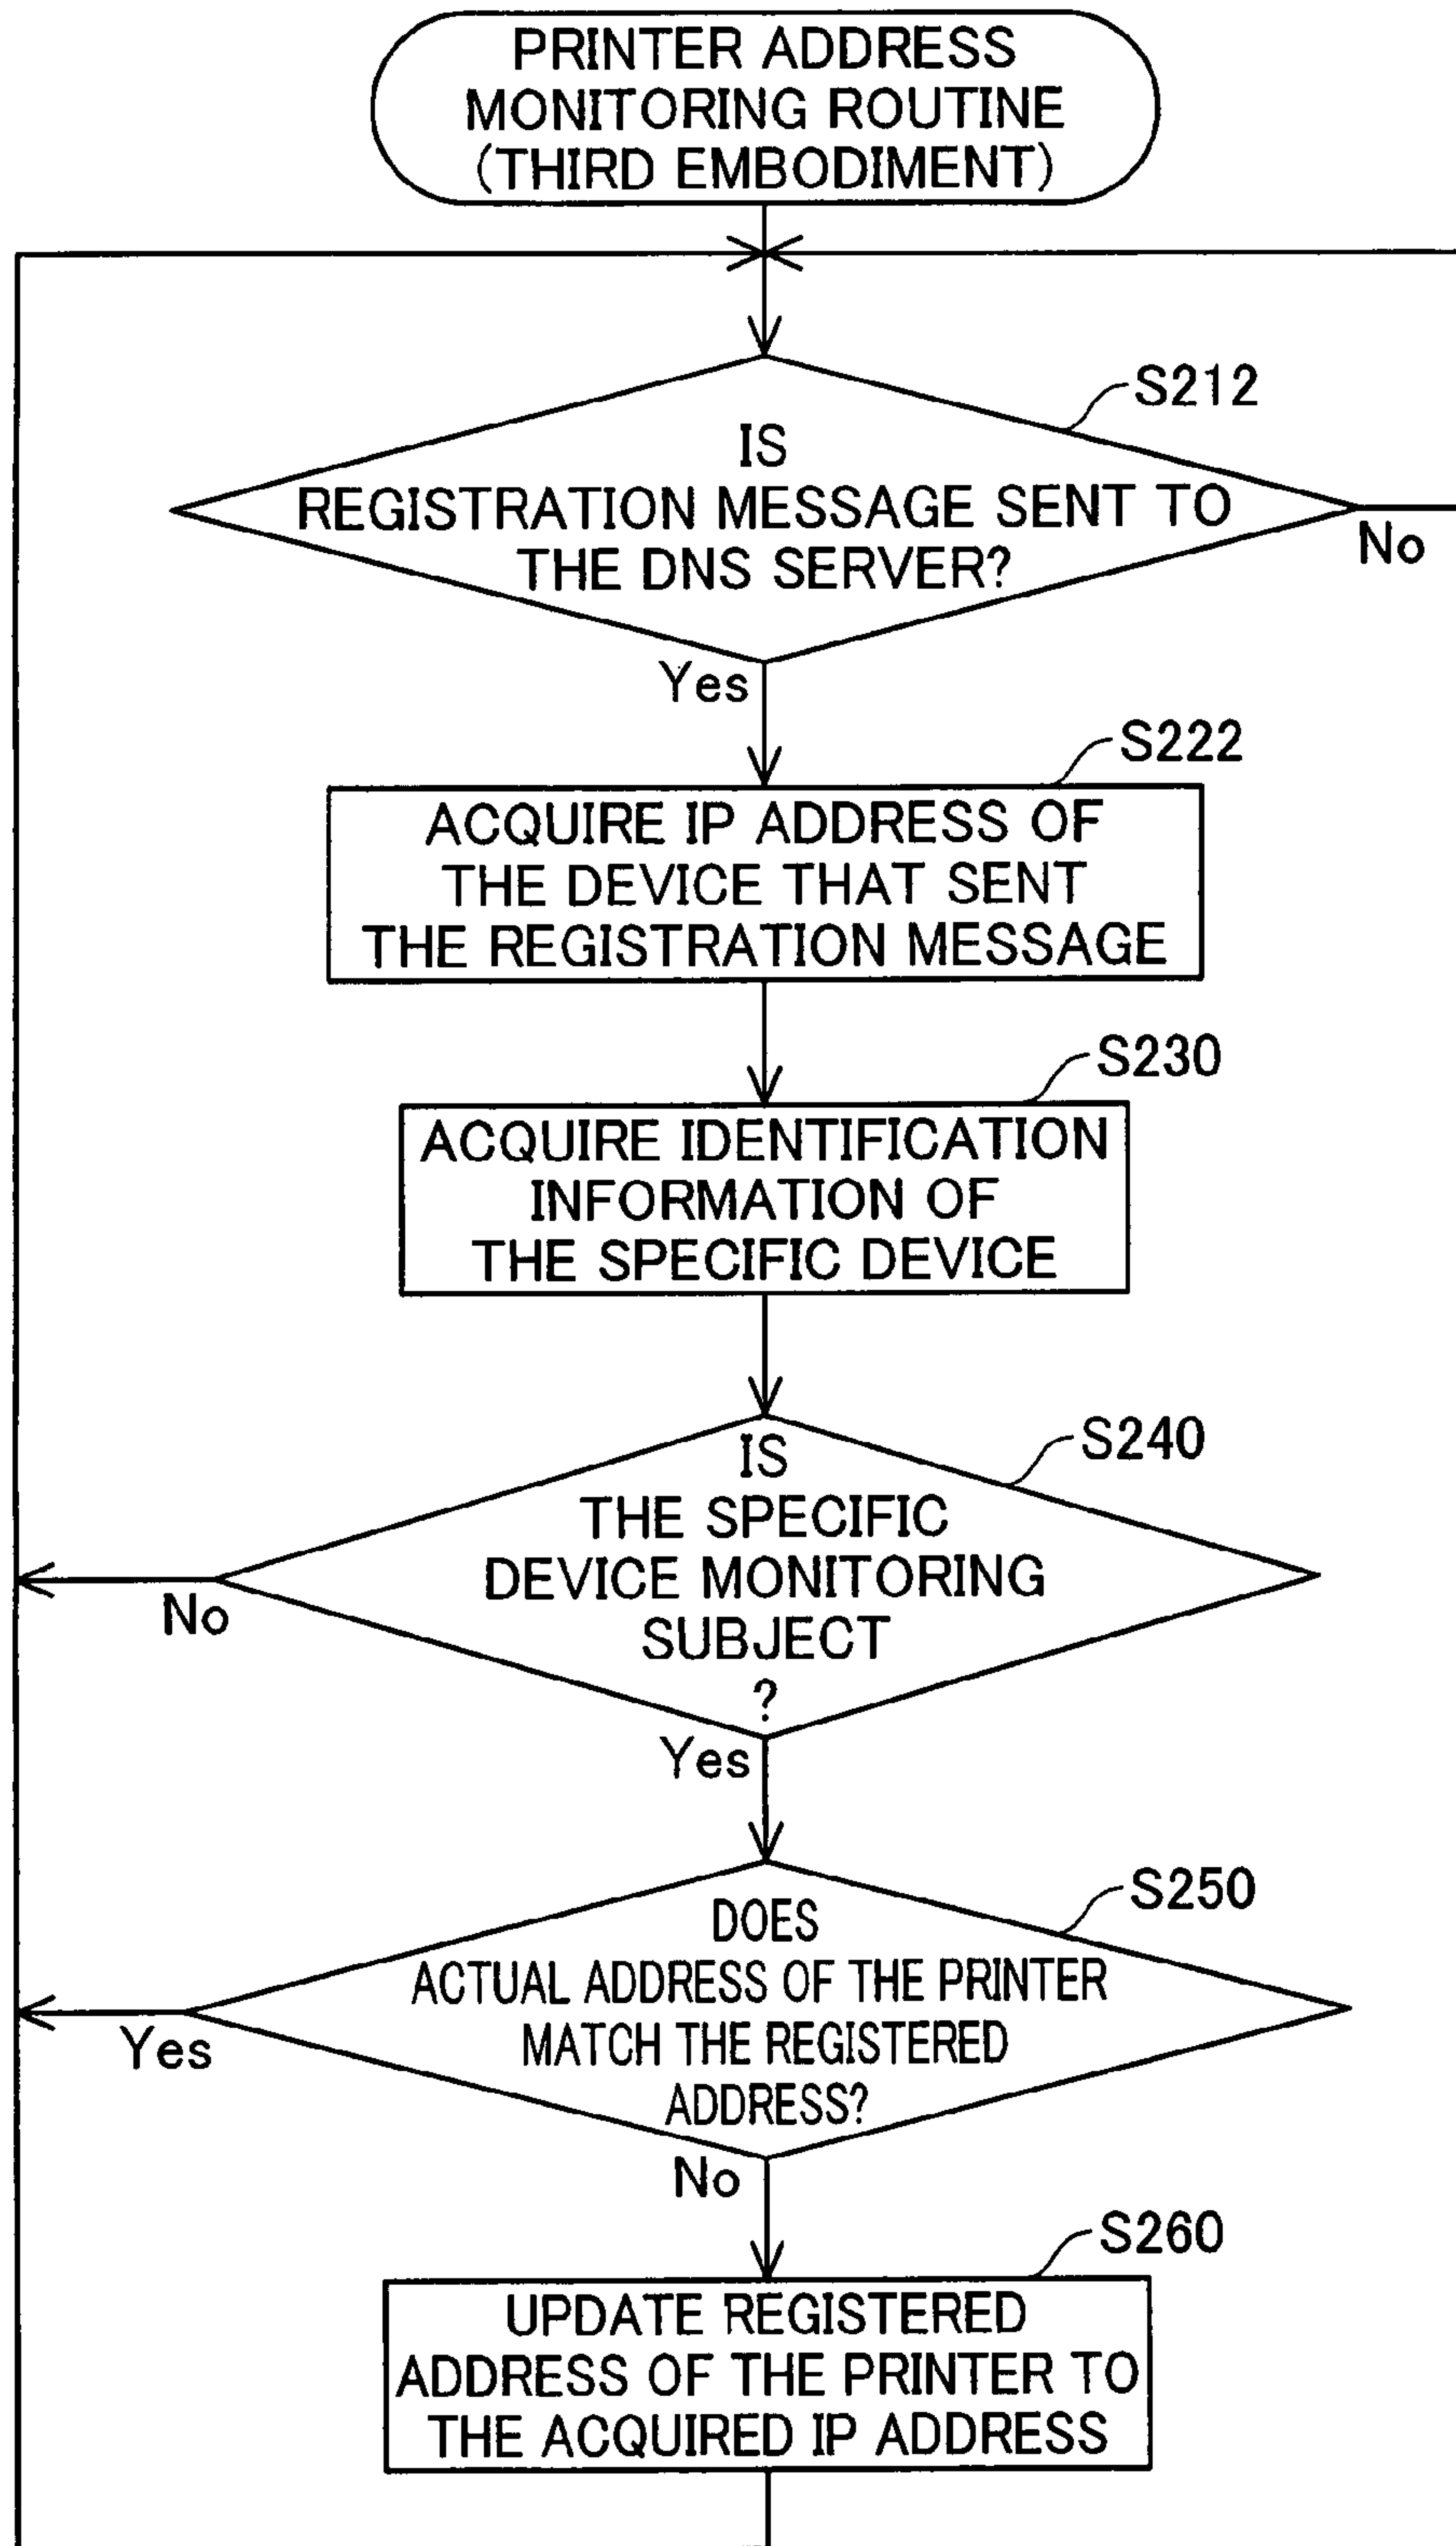 PRINTER ADDRESS
MONITORING ROUTINE
(THIRD EMBODIMENT)
S212
IS
REGISTRATION MESSAGE SENT TO
THE DNS SERVER?
No
Yes
S222
ACQUIRE IP ADDRESS OF
THE DEVICE THAT SENT
THE REGISTRATION MESSAGE
S230
ACQUIRE IDENTIFICATION
INFORMATION OF
THE SPECIFIC DEVICE
S240
IS
THE SPECIFIC
DEVICE MONITORING
SUBJECT
?
No
Yes
S250
DOES
ACTUAL ADDRESS OF THE PRINTER
MATCH THE REGISTERED
ADDRESS?
Yes
No
S260
UPDATE REGISTERED
ADDRESS OF THE PRINTER TO
THE ACQUIRED IP ADDRESS